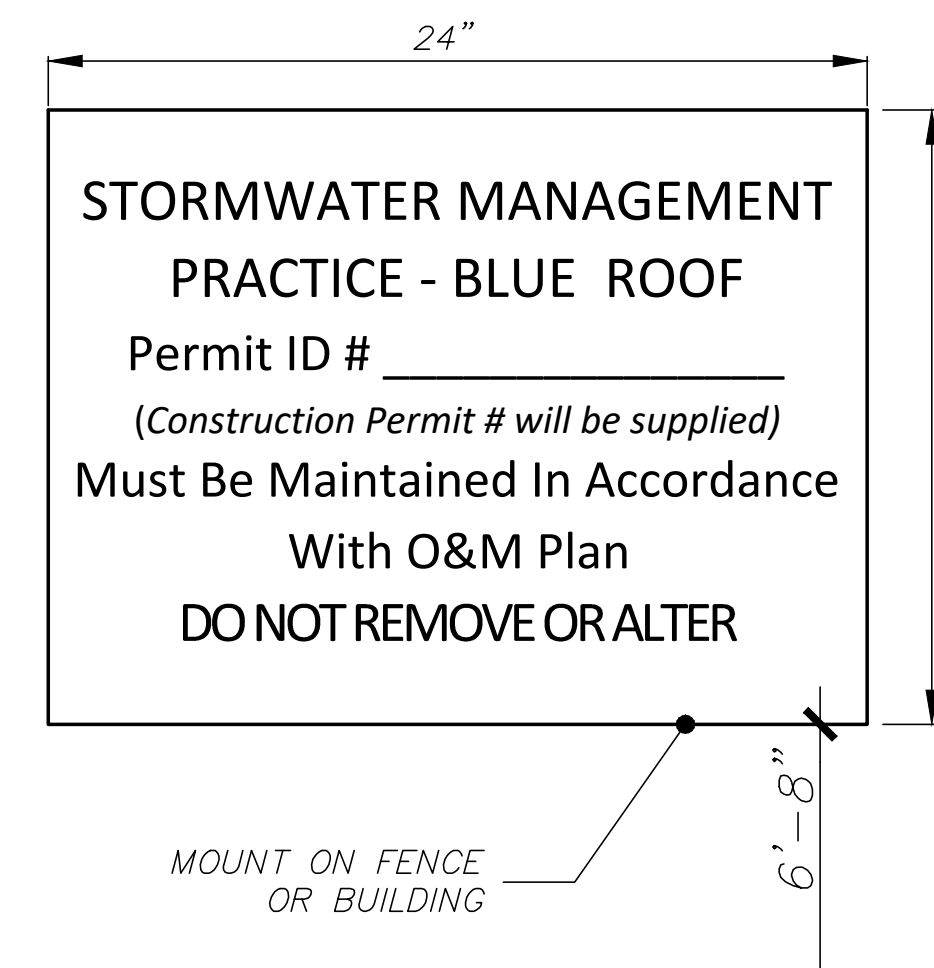 24”
STORMWATER MANAGEMENT
PRACTICE - BLUE  ROOF
Permit ID # _______________
(Construction Permit # will be supplied)
Must Be Maintained In Accordance
With O&M Plan
DO NOT REMOVE OR ALTER
6’-8”
MOUNT ON FENCE
OR BUILDING